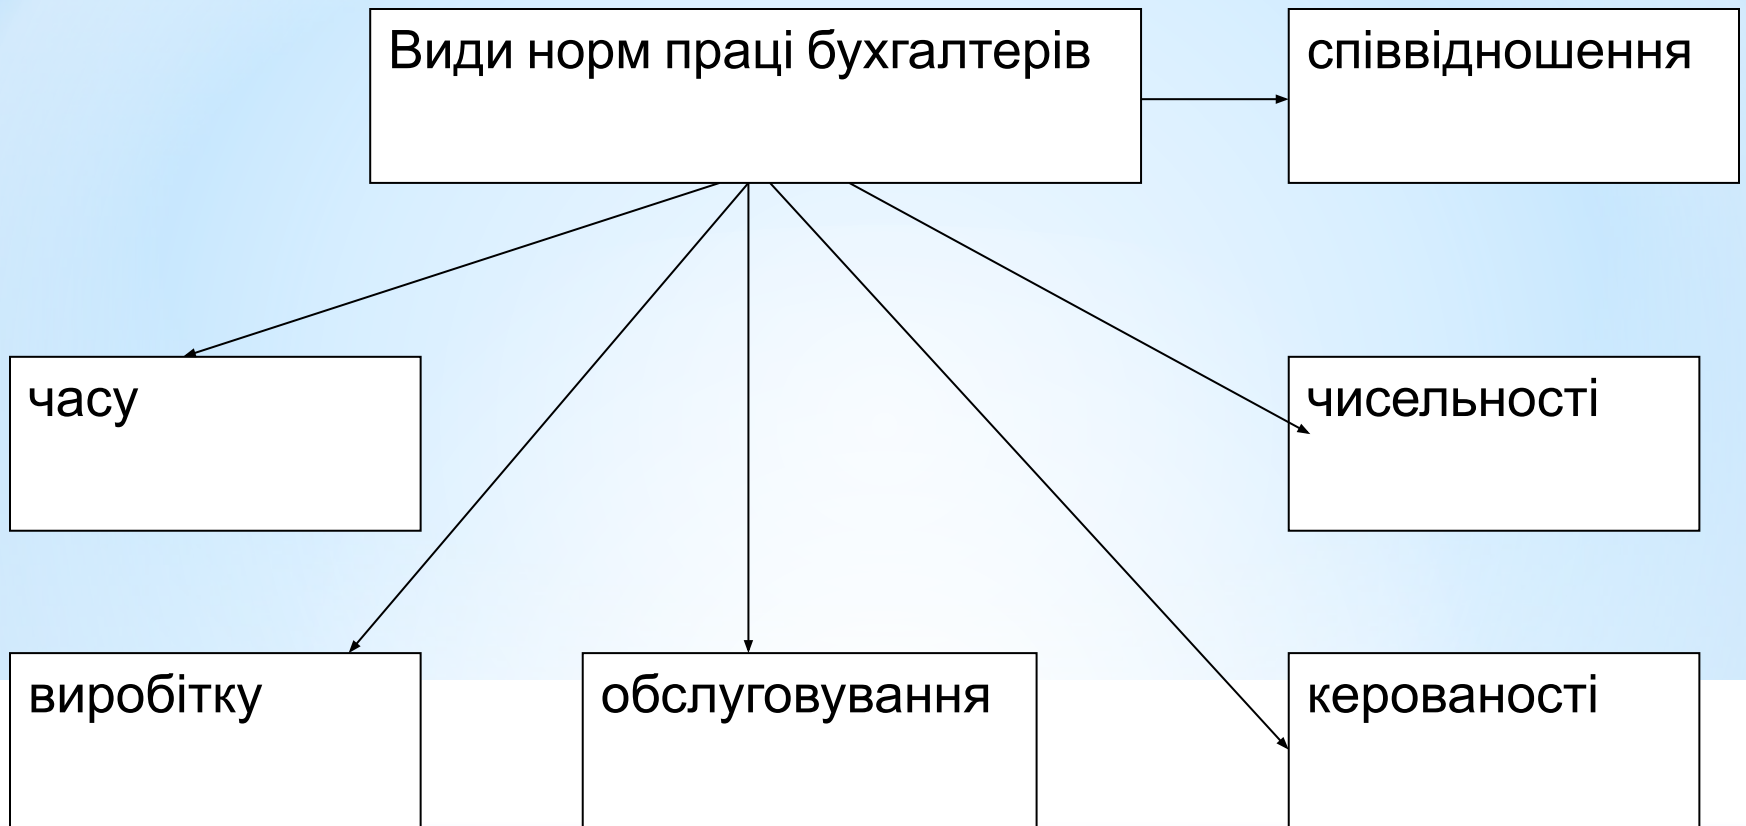 Види норм праці бухгалтерів
співвідношення
часу
чисельності
виробітку
обслуговування
керованості